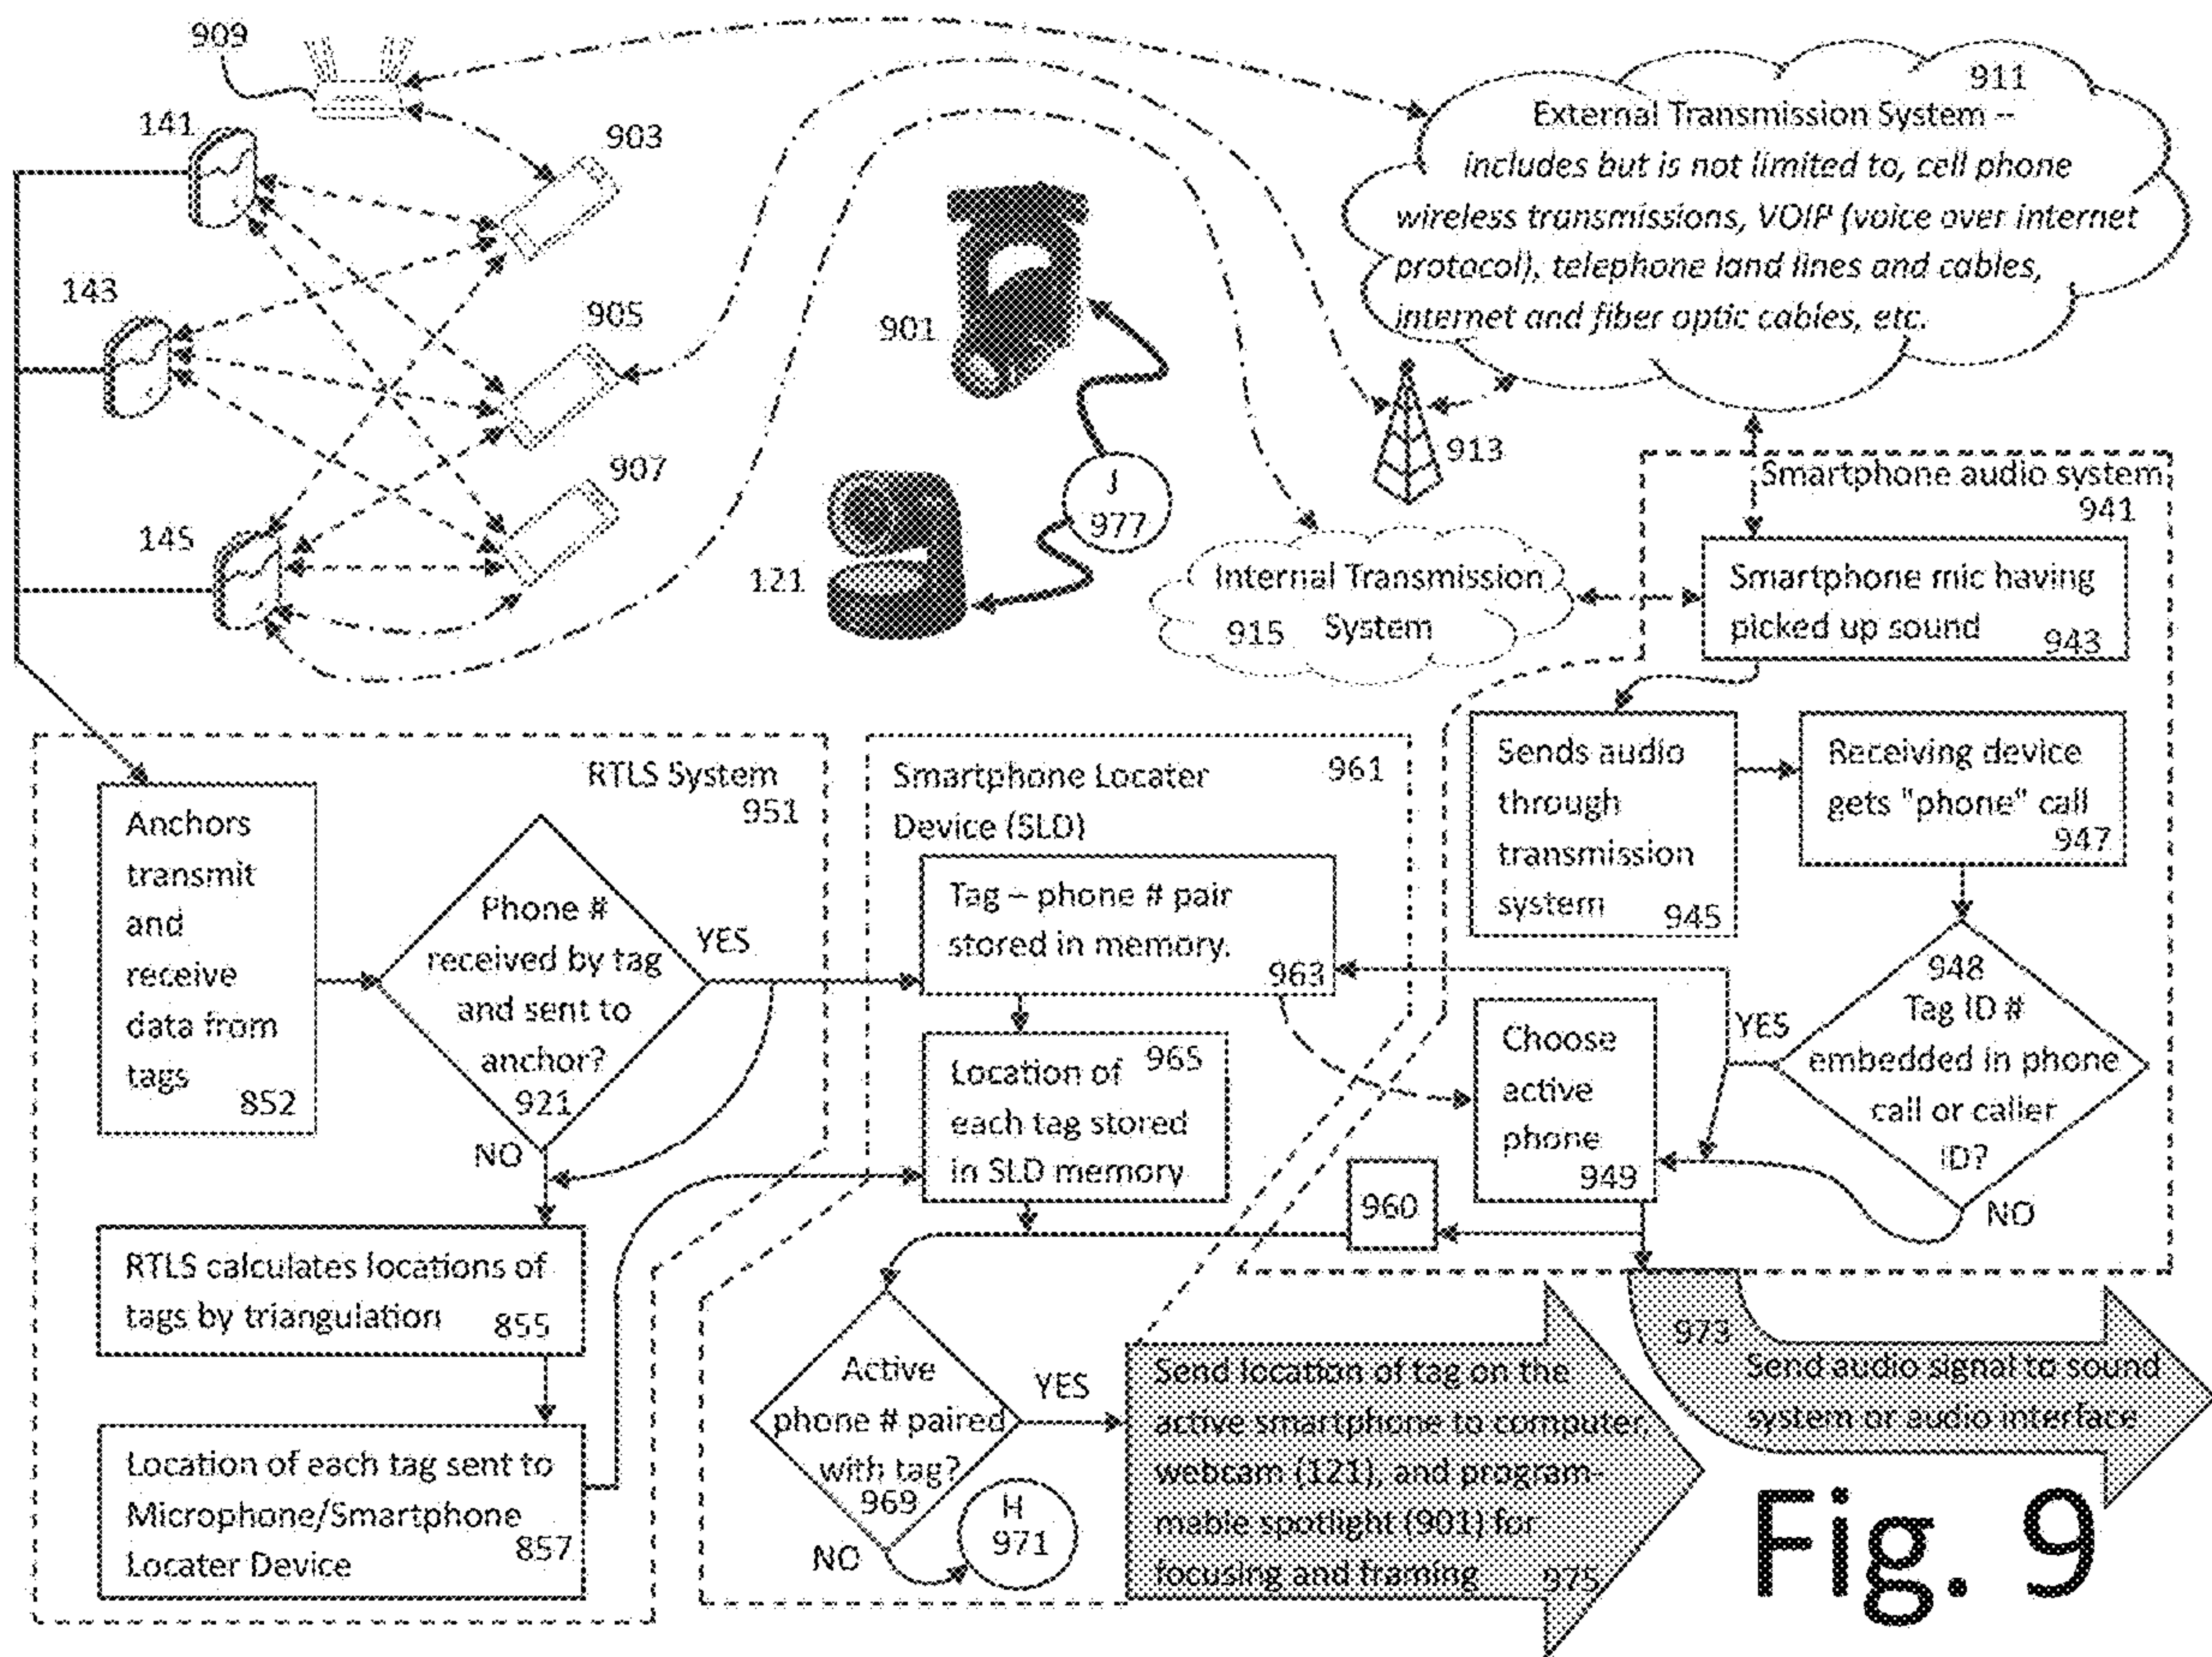 909
141
903
143
905
907
145
901
121
J
977
911
External Transmission System --
includes but is not limited to, cell phone
wireless transmissions, VOIP (voice over internet
protocol), telephone land lines and cables,
internet and fiber optic cables, etc.
913
Internal Transmission
915 System
Smartphone audio system
941
Smartphone mic having
picked up sound
943
Sends audio
through
transmission
system
945
Receiving device
gets "phone" call
947
948
Tag ID #
embedded in phone
call or caller
ID?
YES
NO
Choose
active
phone
949
960
RTLS System
951
Anchors
transmit
and
receive
data from
tags
852
Phone #
received by tag
and sent to
anchor?
921
YES
NO
RTLS calculates locations of
tags by triangulation
855
Location of each tag sent to
Microphone/Smartphone
Locater Device
857
Smartphone Locater
Device (SLD)
961
Tag – phone # pair
stored in memory.
963
965
Location of
each tag stored
in SLD memory
Active
phone # paired
with tag?
969
YES
NO
H
971
Send location of tag on the
active smartphone to computer,
webcam (121), and program-
mable spotlight (901) for
focusing and framing
975
973
Send audio signal to sound
system or audio interface
Fig. 9